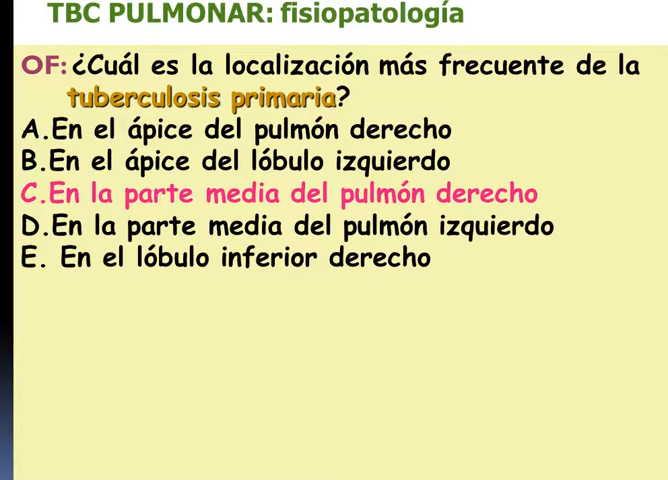 TBC PULMONAR: fisiopatología
OF: ¿Cuál es la localización más frecuente de la
tuberculosis primaria?
A.En el ápice del pulmón derecho
B.En el ápice del lóbulo izquierdo
C.En la parte media del pulmón derecho
D.En la parte media del pulmón izquierdo
E. En el lóbulo inferior derecho